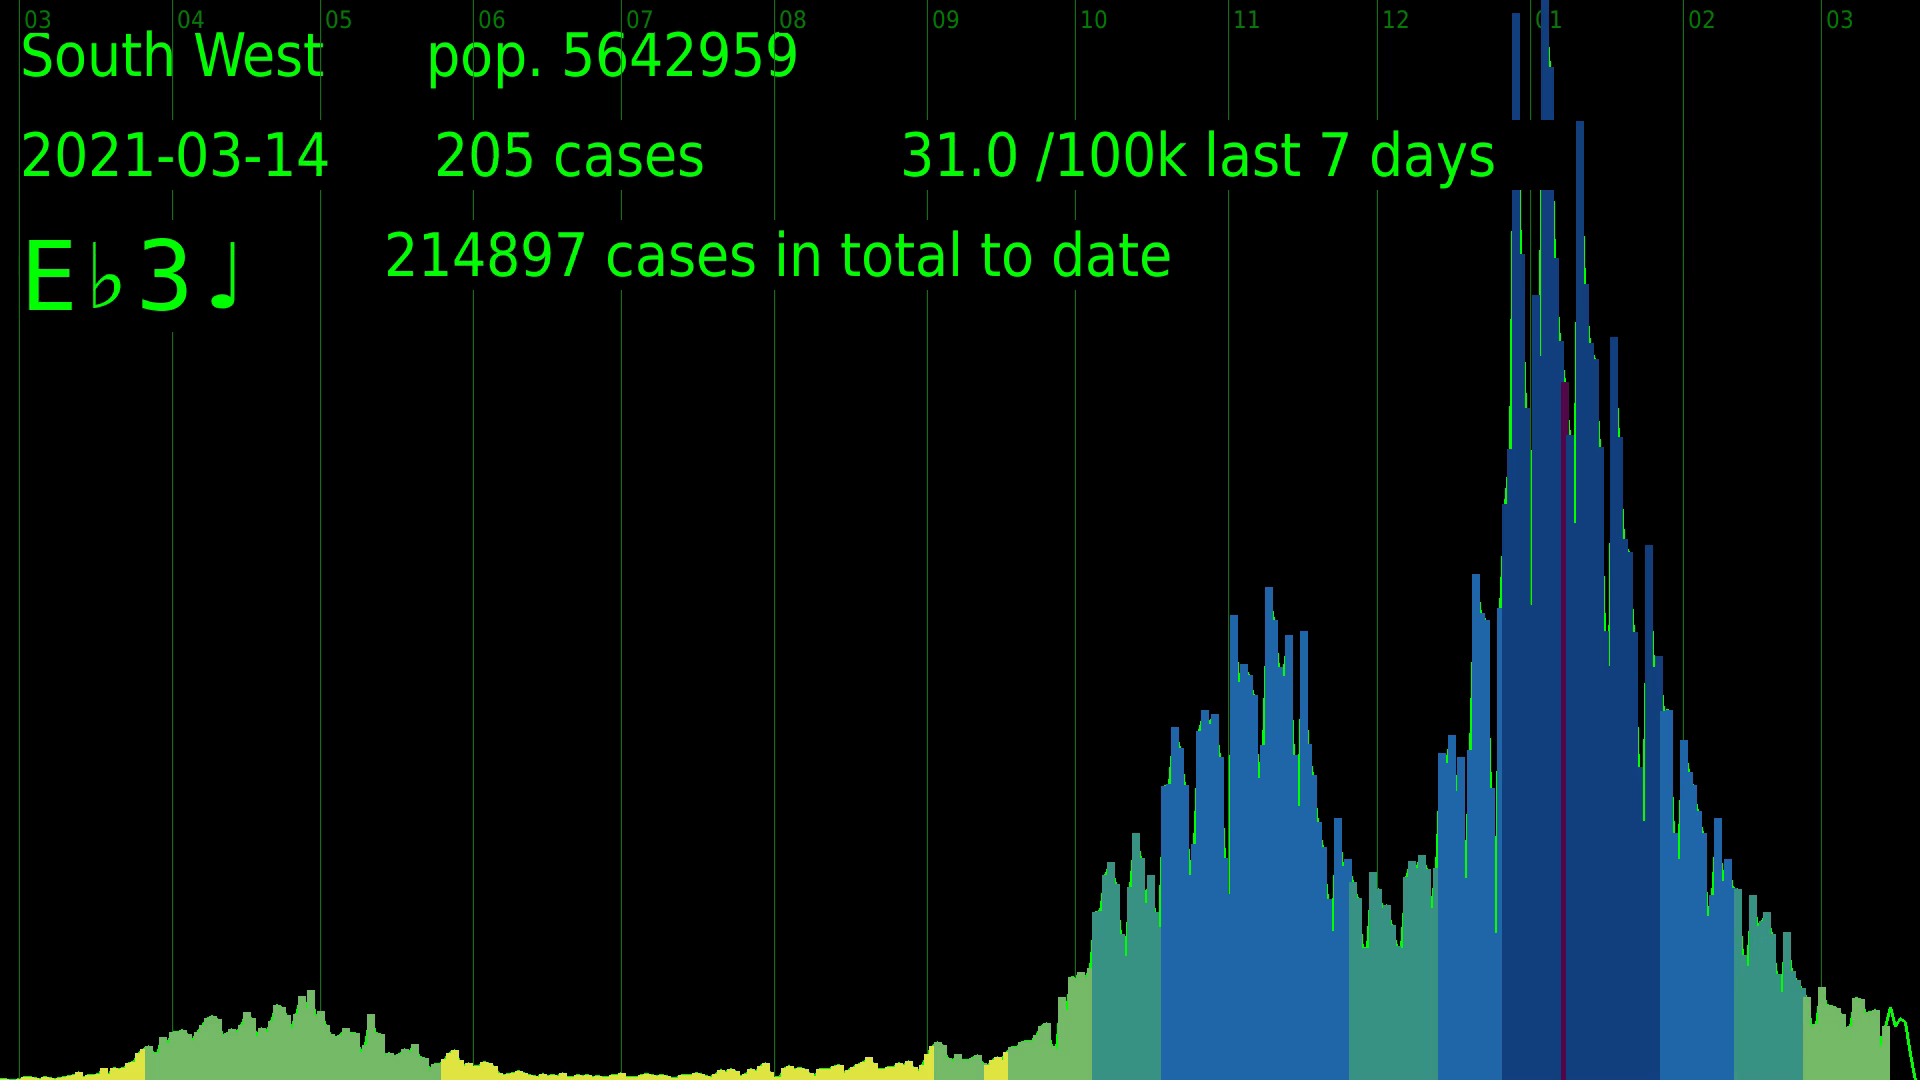 03 04 05 06 07 08 09 10 11 12 01 02 03
South West pop. 5642959
2021-03-14 205 cases 31.0 /100k last 7 days
E♭3♩ 214897 cases in total to date